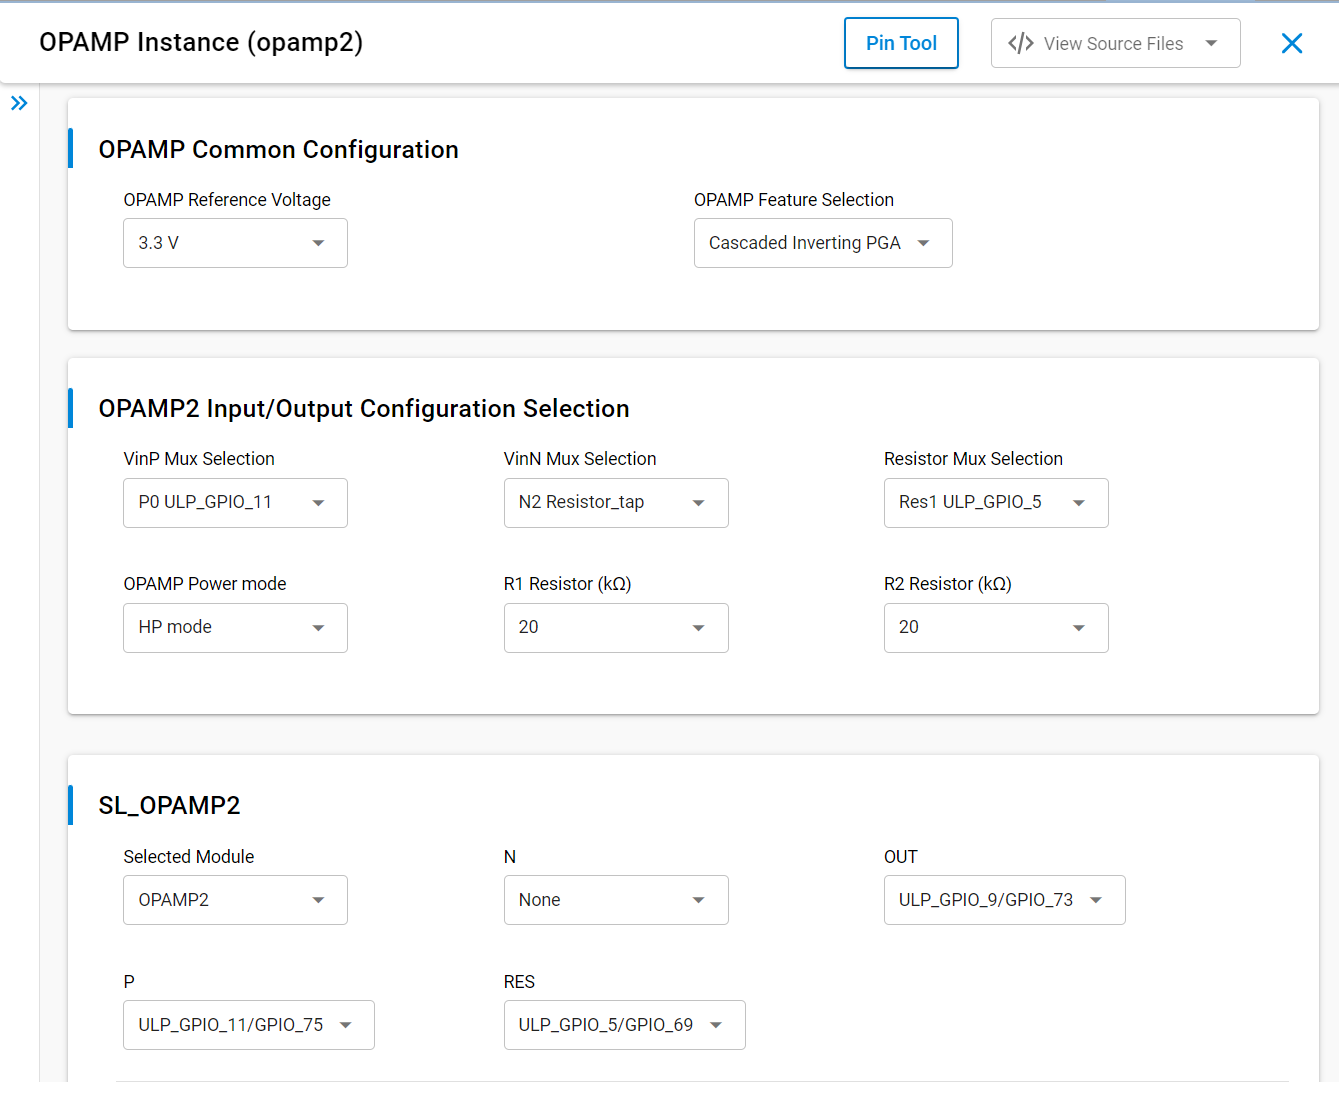 OPAMP Instance (opamp2)
Pin Tool
</> View Source Files
OPAMP Common Configuration
OPAMP Reference Voltage
OPAMP Feature Selection
3.3 V
Cascaded Inverting PGA
OPAMP2 Input/Output Configuration Selection
VinP Mux Selection
VinN Mux Selection
Resistor Mux Selection
P0 ULP_GPIO_11
N2 Resistor_tap
Res1 ULP_GPIO_5
OPAMP Power mode
R1 Resistor (kΩ)
R2 Resistor (kΩ)
HP mode
20
20
SL_OPAMP2
Selected Module
N
OUT
OPAMP2
None
ULP_GPIO_9/GPIO_73
P
RES
ULP_GPIO_11/GPIO_75
ULP_GPIO_5/GPIO_69